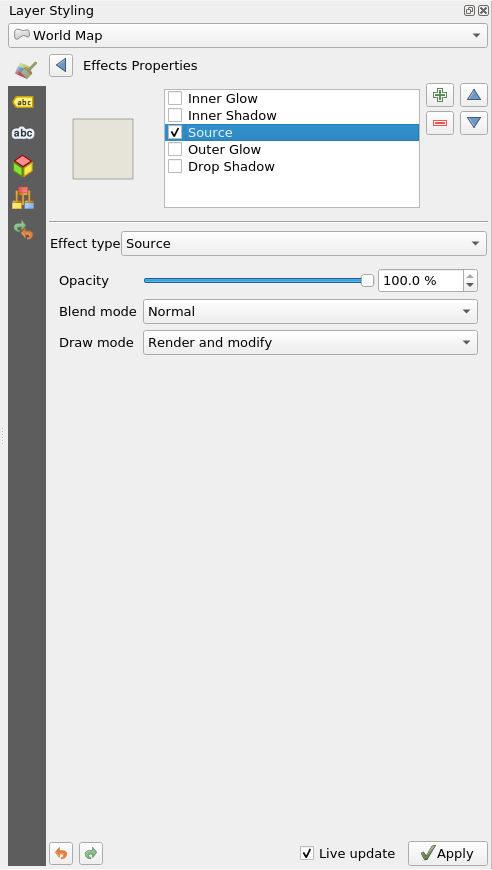 Layer Styling
World Map
Effects Properties
abc
abc
Inner Glow
Inner Shadow
Source
Outer Glow
Drop Shadow
Effect type Source
Opacity 100.0 %
Blend mode Normal
Draw mode Render and modify
Live update Apply